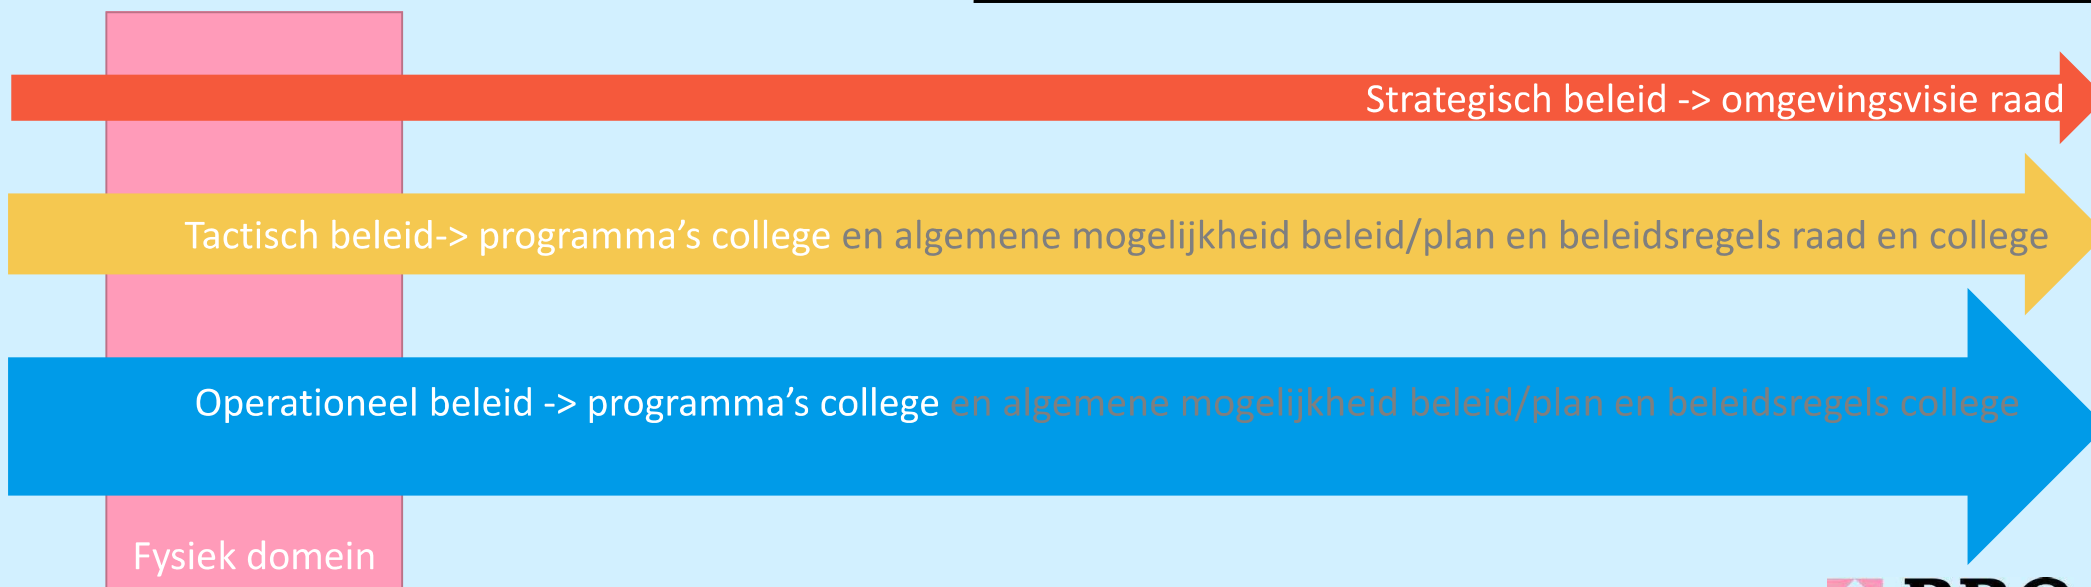 Strategisch beleid -> omgevingsvisie raad
Tactisch beleid-> programma's college en algemene mogelijkheid beleid/plan en beleidsregels raad en college
Operationeel beleid -> programma's college en algemene mogelijkheid beleid/plan en beleidsregels college
Fysiek domein